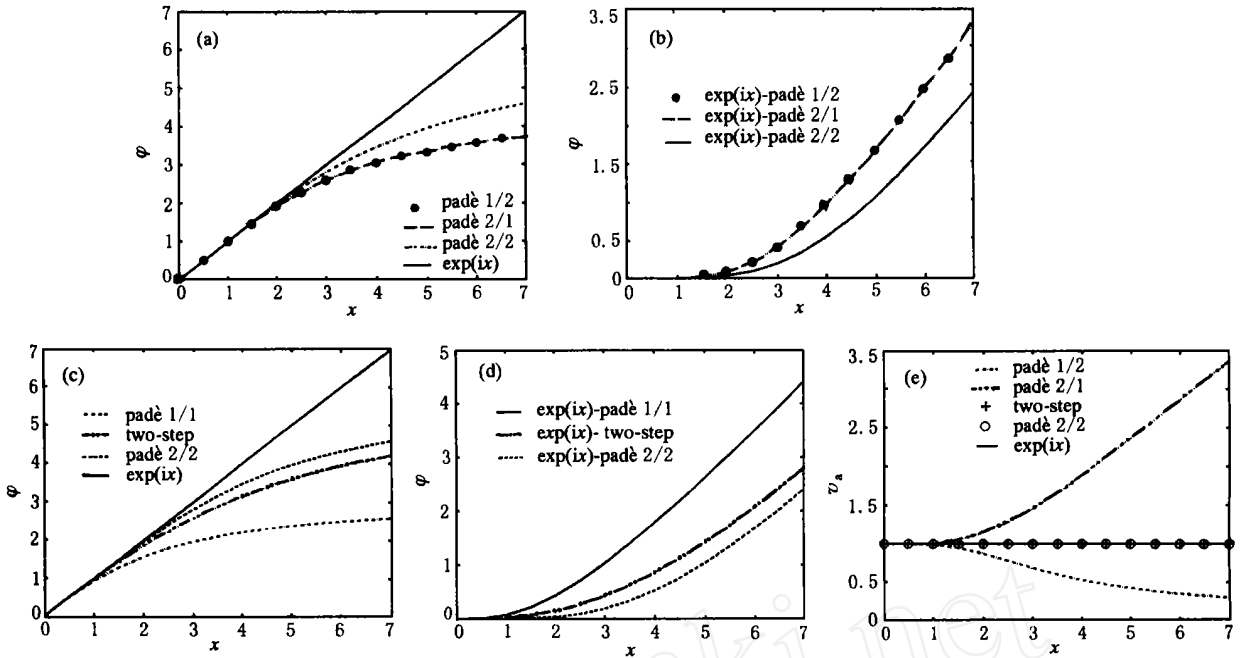 (a)
7
6
5
4
3
2
1
0
φ
0 1 2 3 4 5 6 7
x
padè 1/2
padè 2/1
padè 2/2
exp(ix)
(b)
3.5
2.5
1.5
0.5
0
φ
0 1 2 3 4 5 6 7
x
exp(ix)-padè 1/2
exp(ix)-padè 2/1
exp(ix)-padè 2/2
(c)
7
6
5
4
3
2
1
0
φ
0 1 2 3 4 5 6 7
x
padè 1/1
two-step
padè 2/2
exp(ix)
(d)
5
4
3
2
1
0
φ
0 1 2 3 4 5 6 7
x
exp(ix)-padè 1/1
exp(ix)- two-step
exp(ix)-padè 2/2
(e)
3.5
2.5
1.5
0.5
0
v_a
0 1 2 3 4 5 6 7
x
padè 1/2
padè 2/1
two-step
padè 2/2
exp(ix)